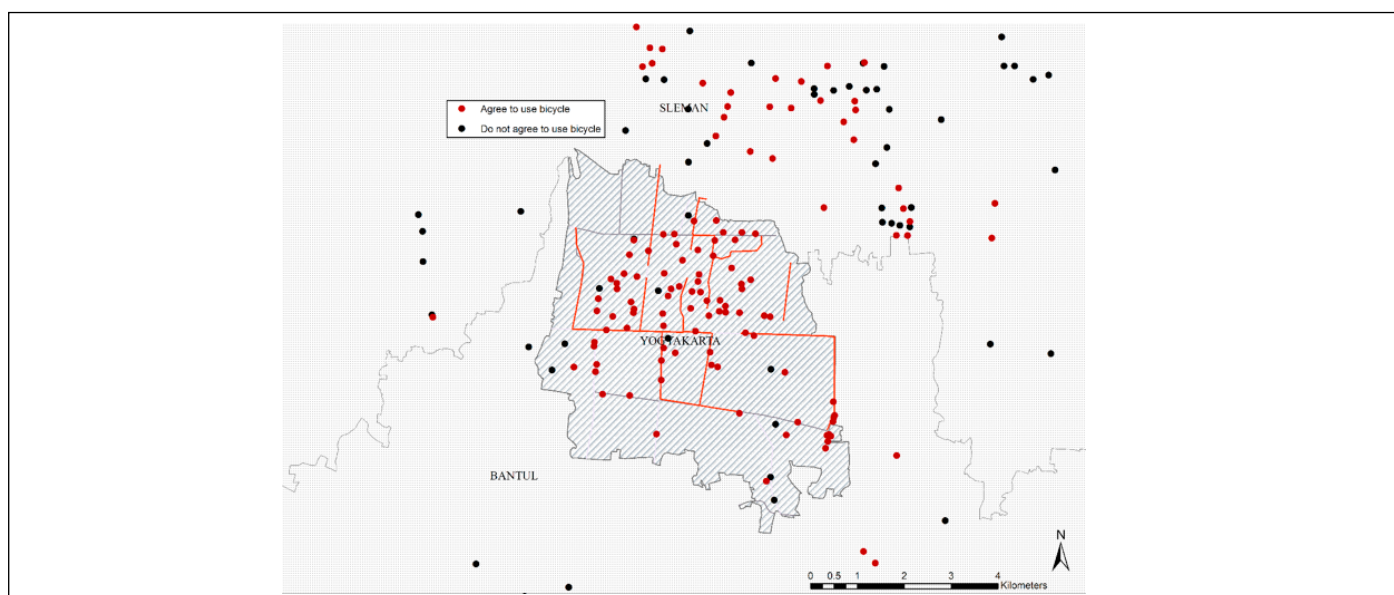 SLEMAN
Agree to use bicycle
Do not agree to use bicycle
YOGYAKARTA
BANTUL
N
0 0.5 1 2 3 4
Kilometers